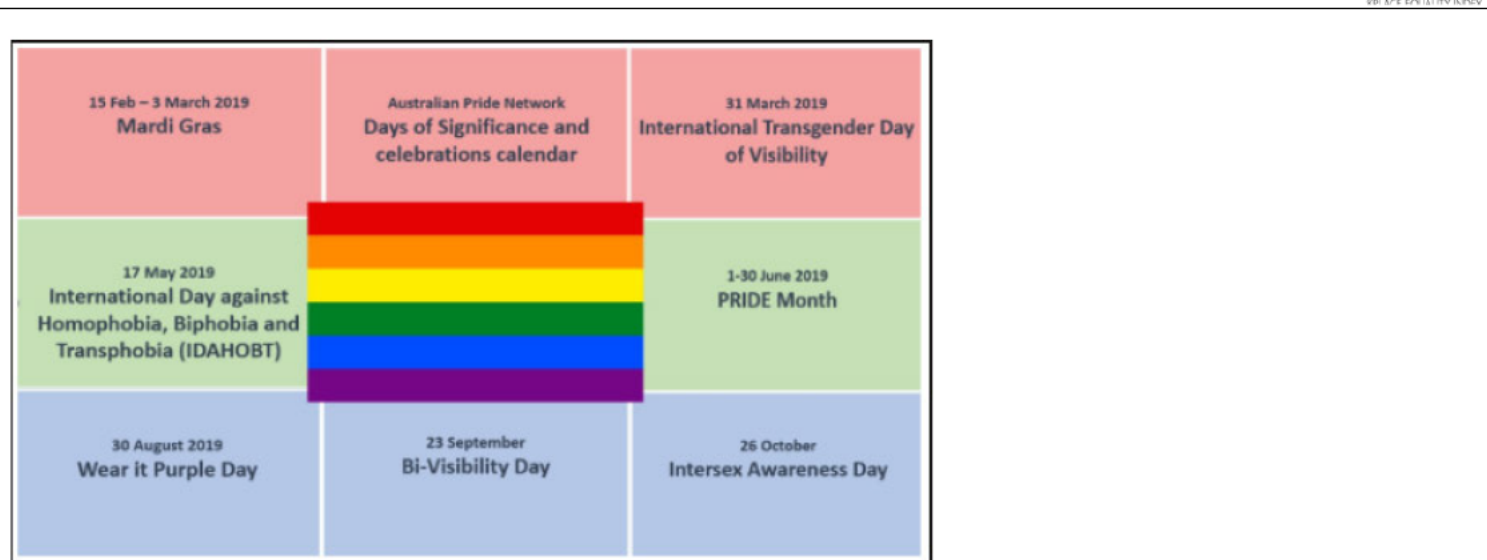 15 Feb – 3 March 2019
Mardi Gras
Australian Pride Network
Days of Significance and
celebrations calendar
31 March 2019
International Transgender Day
of Visibility
17 May 2019
International Day against
Homophobia, Biphobia and
Transphobia (IDAHOBT)
1-30 June 2019
PRIDE Month
30 August 2019
Wear it Purple Day
23 September
Bi-Visibility Day
26 October
Intersex Awareness Day